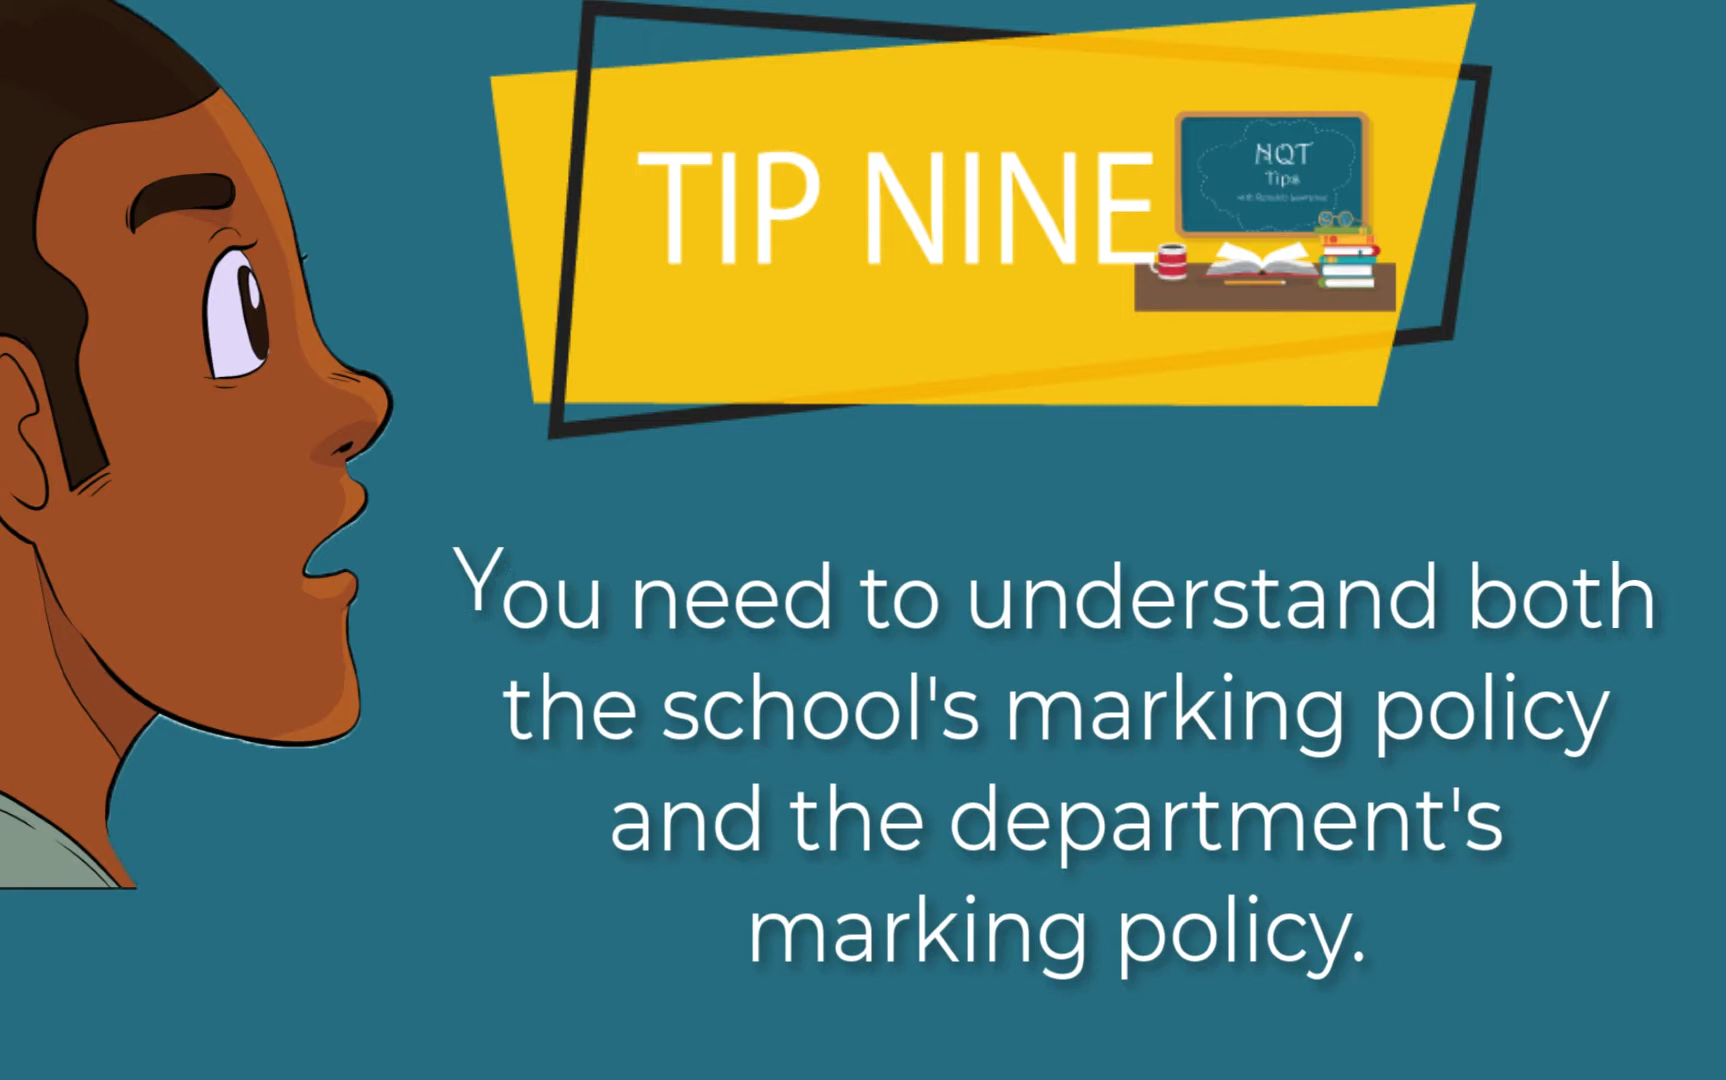 TIP NINE
NQT
Tips
You need to understand both
the school's marking policy
and the department's
marking policy.